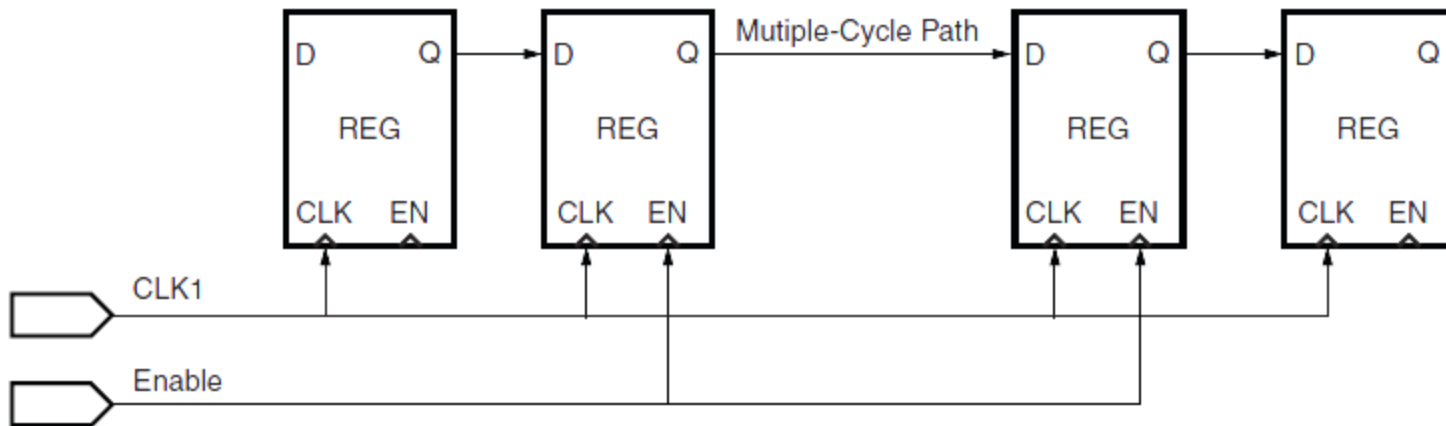 Mutiple-Cycle Path
D Q D Q D Q D Q
REG REG REG REG
CLK EN CLK EN CLK EN CLK EN
CLK1
Enable